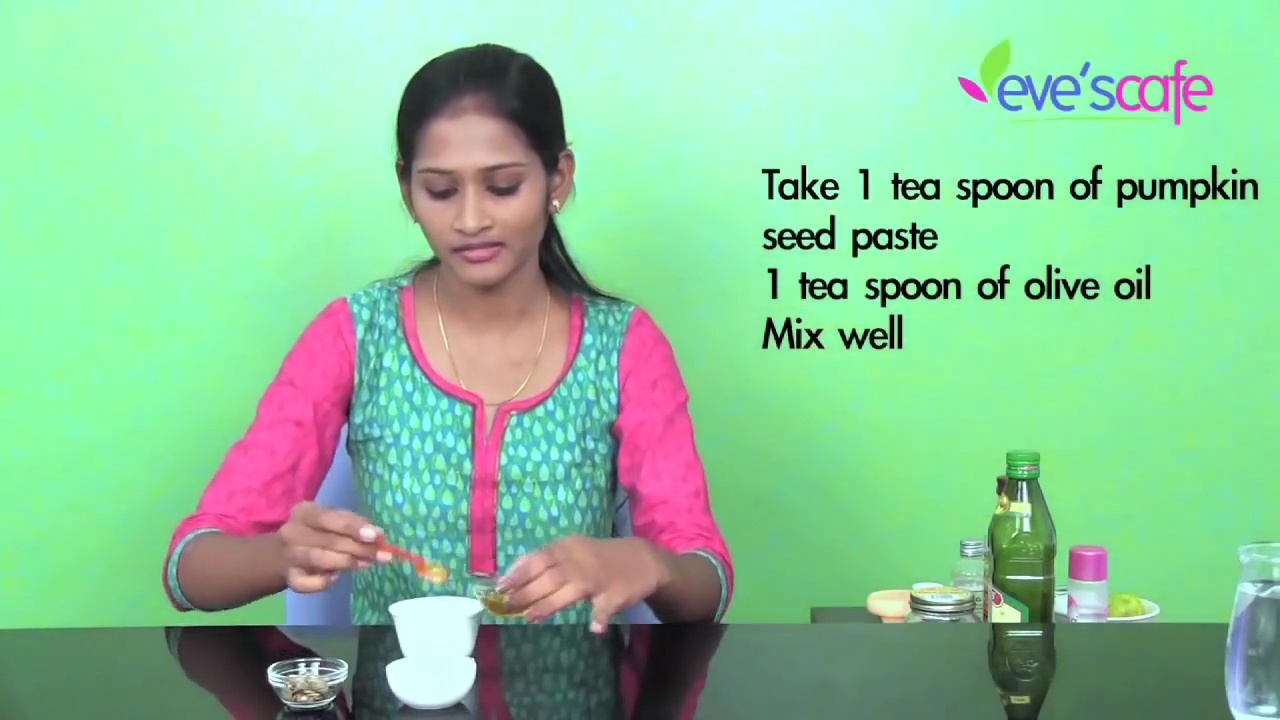 eve'scafe
Take 1 tea spoon of pumpkin
seed paste
1 tea spoon of olive oil
Mix well